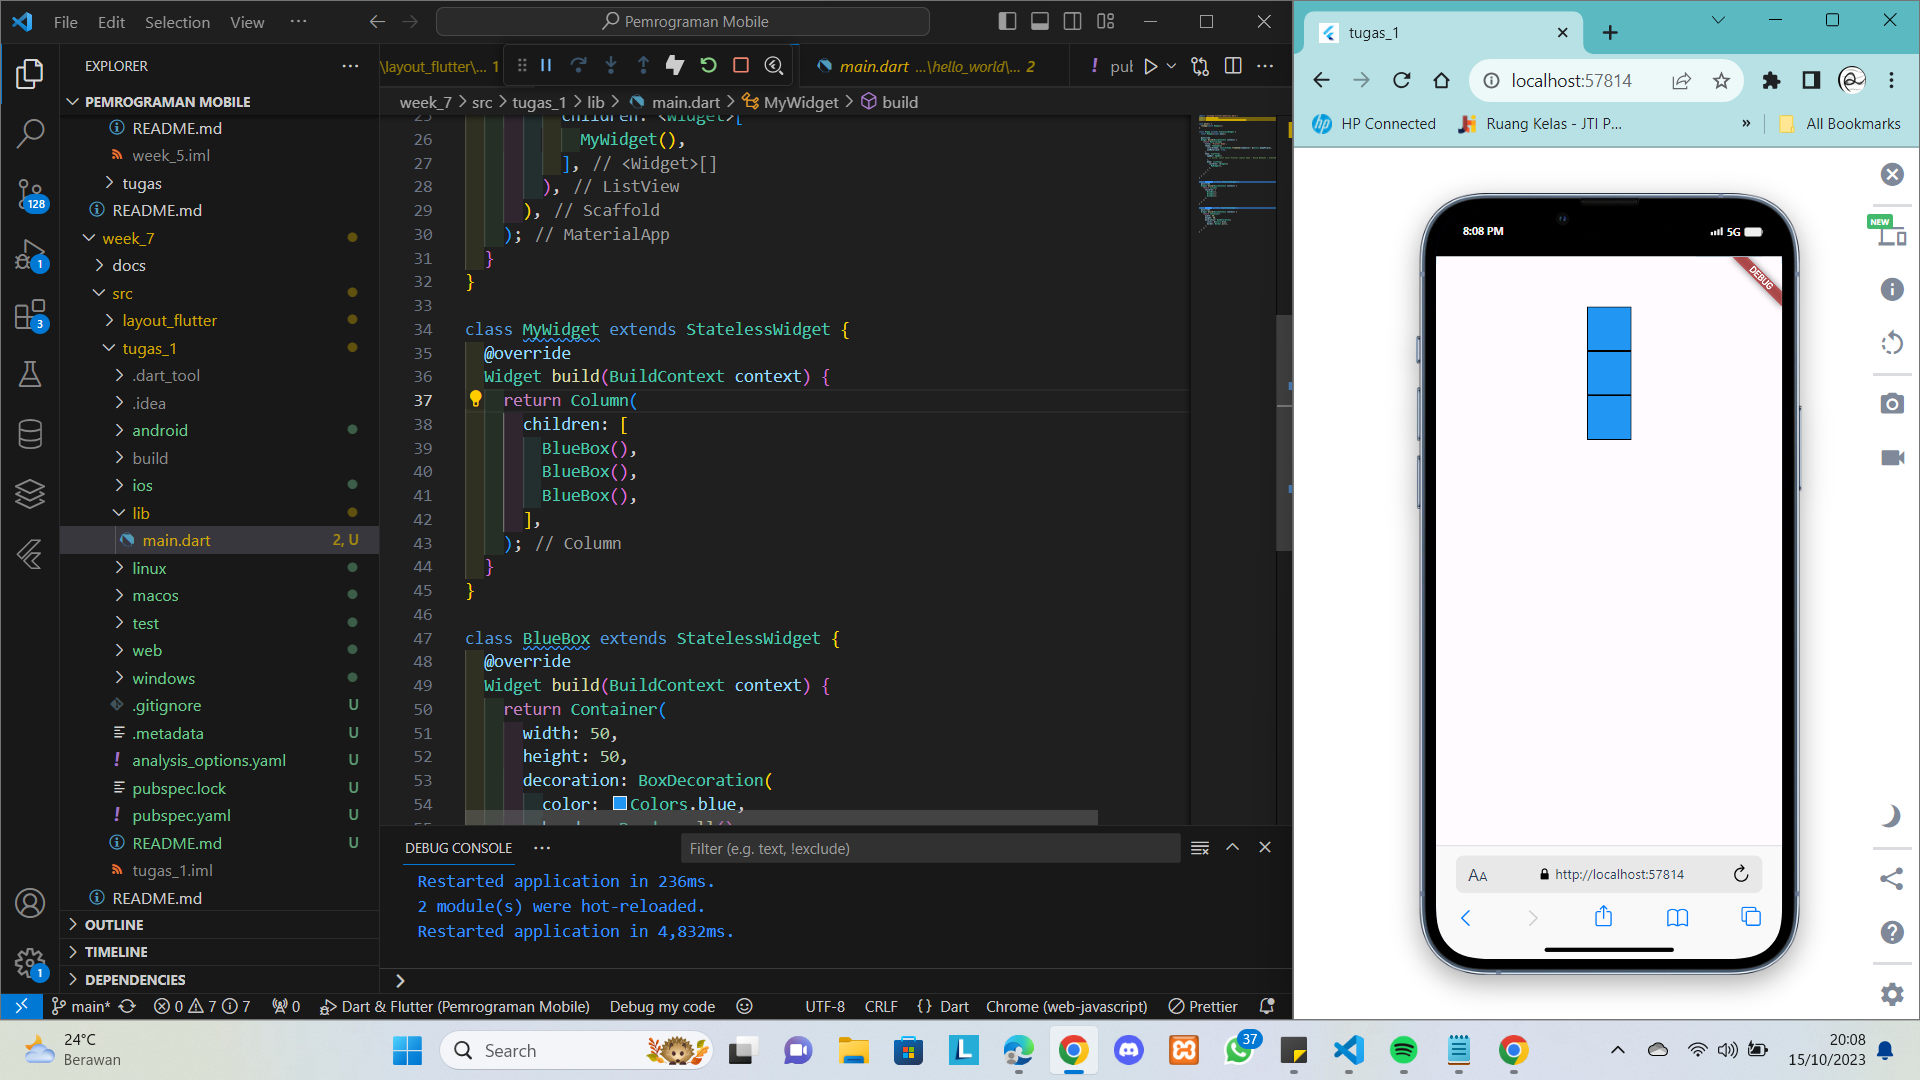 File Edit Selection View ···
Pemrograman Mobile
EXPLORER
PEMROGRAMAN MOBILE
README.md
week_5.iml
tugas
README.md
week_7
docs
src
layout_flutter
tugas_1
.dart_tool
.idea
android
build
ios
lib
main.dart 2, U
linux
macos
test
web
windows
.gitignore U
.metadata U
analysis_options.yaml U
pubspec.lock U
pubspec.yaml U
README.md U
tugas_1.iml
README.md
OUTLINE
TIMELINE
DEPENDENCIES
128
1
3
1
\layout_flutter\... 1
main.dart ...\hello_world\... 2
! pub
week_7 > src > tugas_1 > lib > main.dart > MyWidget > build
25 children: <Widget>[
26 MyWidget(),
27 ], // <Widget>[]
28 ), // ListView
29 ), // Scaffold
30 ); // MaterialApp
31 }
32 }
33
34 class MyWidget extends StatelessWidget {
35 @override
36 Widget build(BuildContext context) {
37 return Column(
38 children: [
39 BlueBox(),
40 BlueBox(),
41 BlueBox(),
42 ],
43 ); // Column
44 }
45 }
46
47 class BlueBox extends StatelessWidget {
48 @override
49 Widget build(BuildContext context) {
50 return Container(
51 width: 50,
52 height: 50,
53 decoration: BoxDecoration(
54 color: Colors.blue,
DEBUG CONSOLE ···
Filter (e.g. text, !exclude)
Restarted application in 236ms.
2 module(s) were hot-reloaded.
Restarted application in 4,832ms.
main* 0 7 7 0 Dart & Flutter (Pemrograman Mobile) Debug my code UTF-8 CRLF {} Dart Chrome (web-javascript) Prettier
tugas_1
localhost:57814
HP Connected Ruang Kelas - JTI P... » All Bookmarks
NEW
8:08 PM 5G
DEBUG
AA http://localhost:57814
24°C
Berawan
Search
37
20:08
15/10/2023